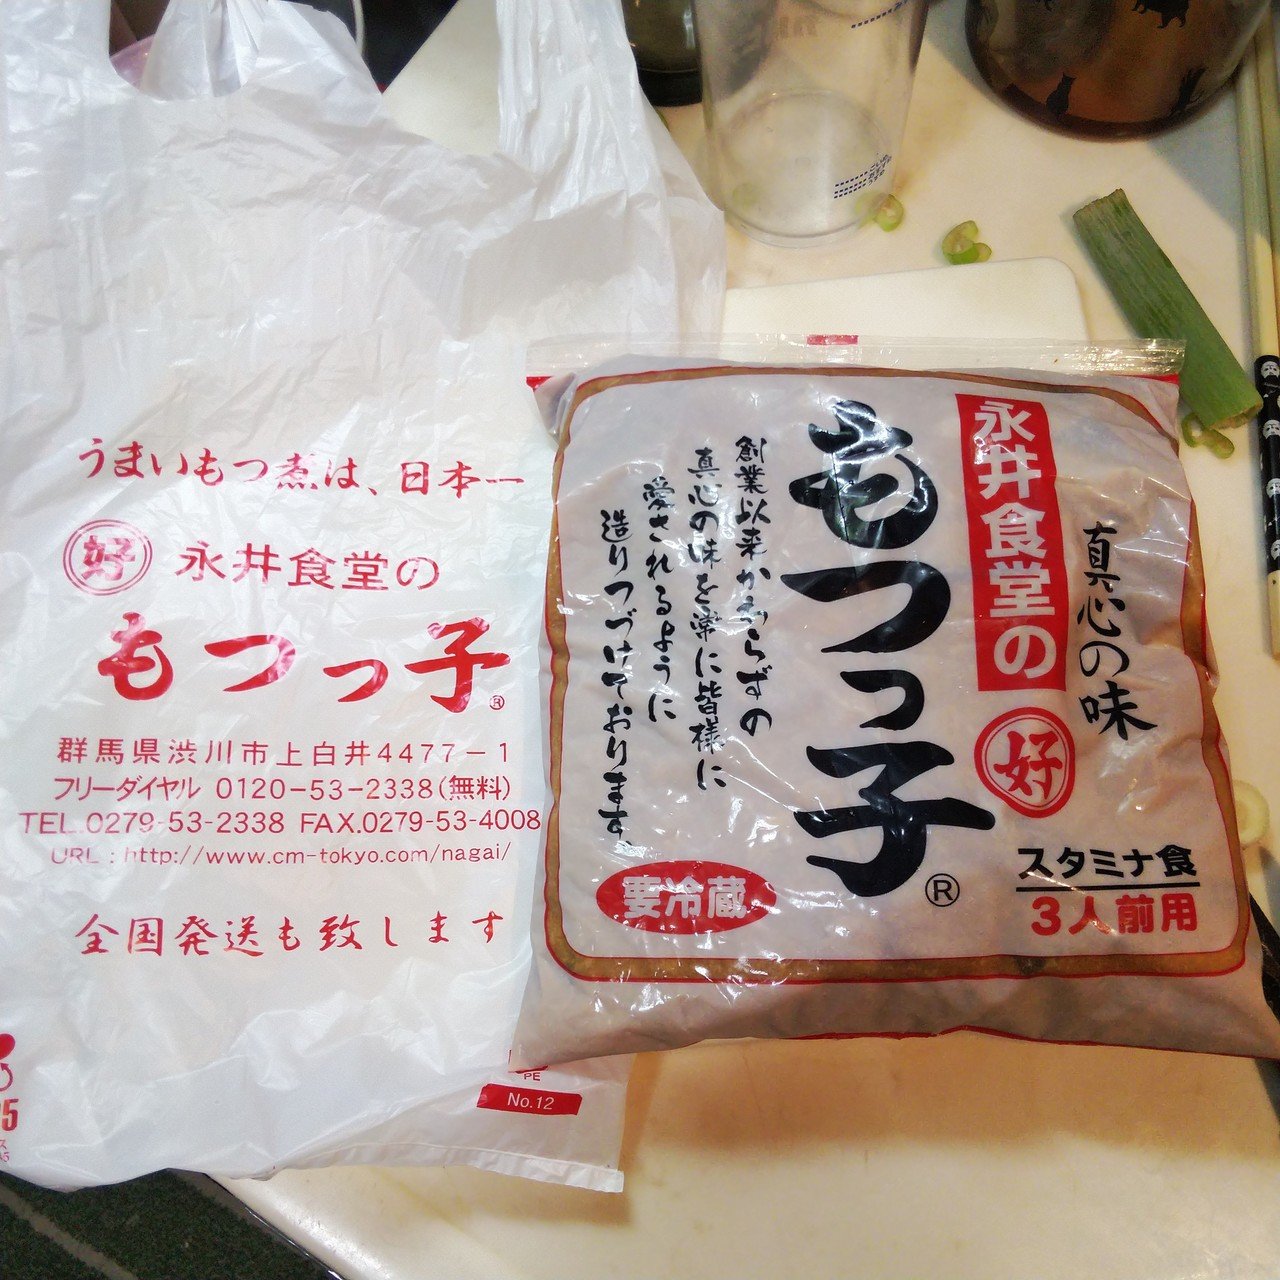 うまいもつ煮は、日本一
好 永井食堂の
もつっ子®
群馬県渋川市上白井4477-1
フリーダイヤル 0120-53-2338(無料)
TEL.0279-53-2338 FAX.0279-53-4008
URL : http://www.cm-tokyo.com/nagai/
全国発送も致します
PE
No.12
真心の味
永井食堂の
好
もつっ子®
創業以来かわらずの
真心の味を常に皆様に
愛されるように
造りつづけております。
要冷蔵
スタミナ食
3人前用